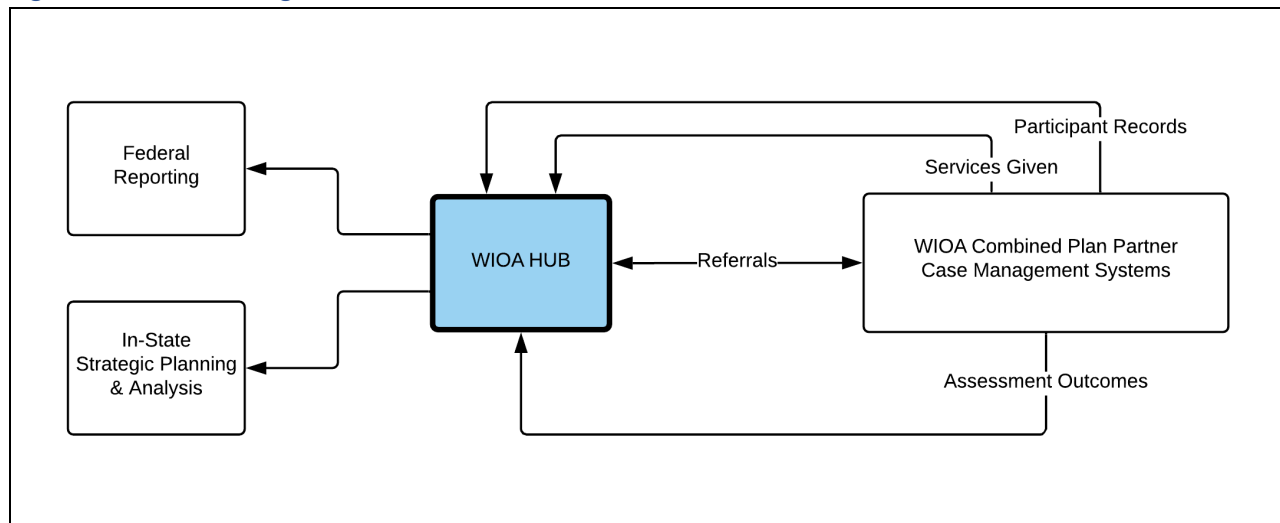 Federal
Reporting
In-State
Strategic Planning
& Analysis
WIOA HUB
Referrals
Participant Records
Services Given
WIOA Combined Plan Partner
Case Management Systems
Assessment Outcomes